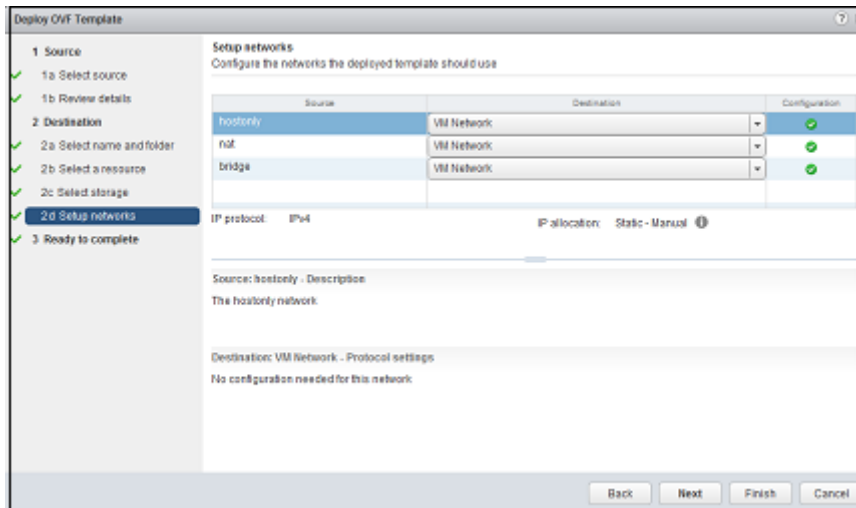 Deploy OVF Template
?
1 Source
1a Select source
1b Review details
2 Destination
2a Select name and folder
2b Select a resource
2c Select storage
2d Setup networks
3 Ready to complete
Setup networks
Configure the networks the deployed template should use
Source Destination Configuration
hostonly VM Network
nat VM Network
bridge VM Network
IP protocol: IPv4 IP allocation: Static - Manual
Source: hostonly - Description
The hostonly network
Destination: VM Network - Protocol settings
No configuration needed for this network
Back Next Finish Cancel